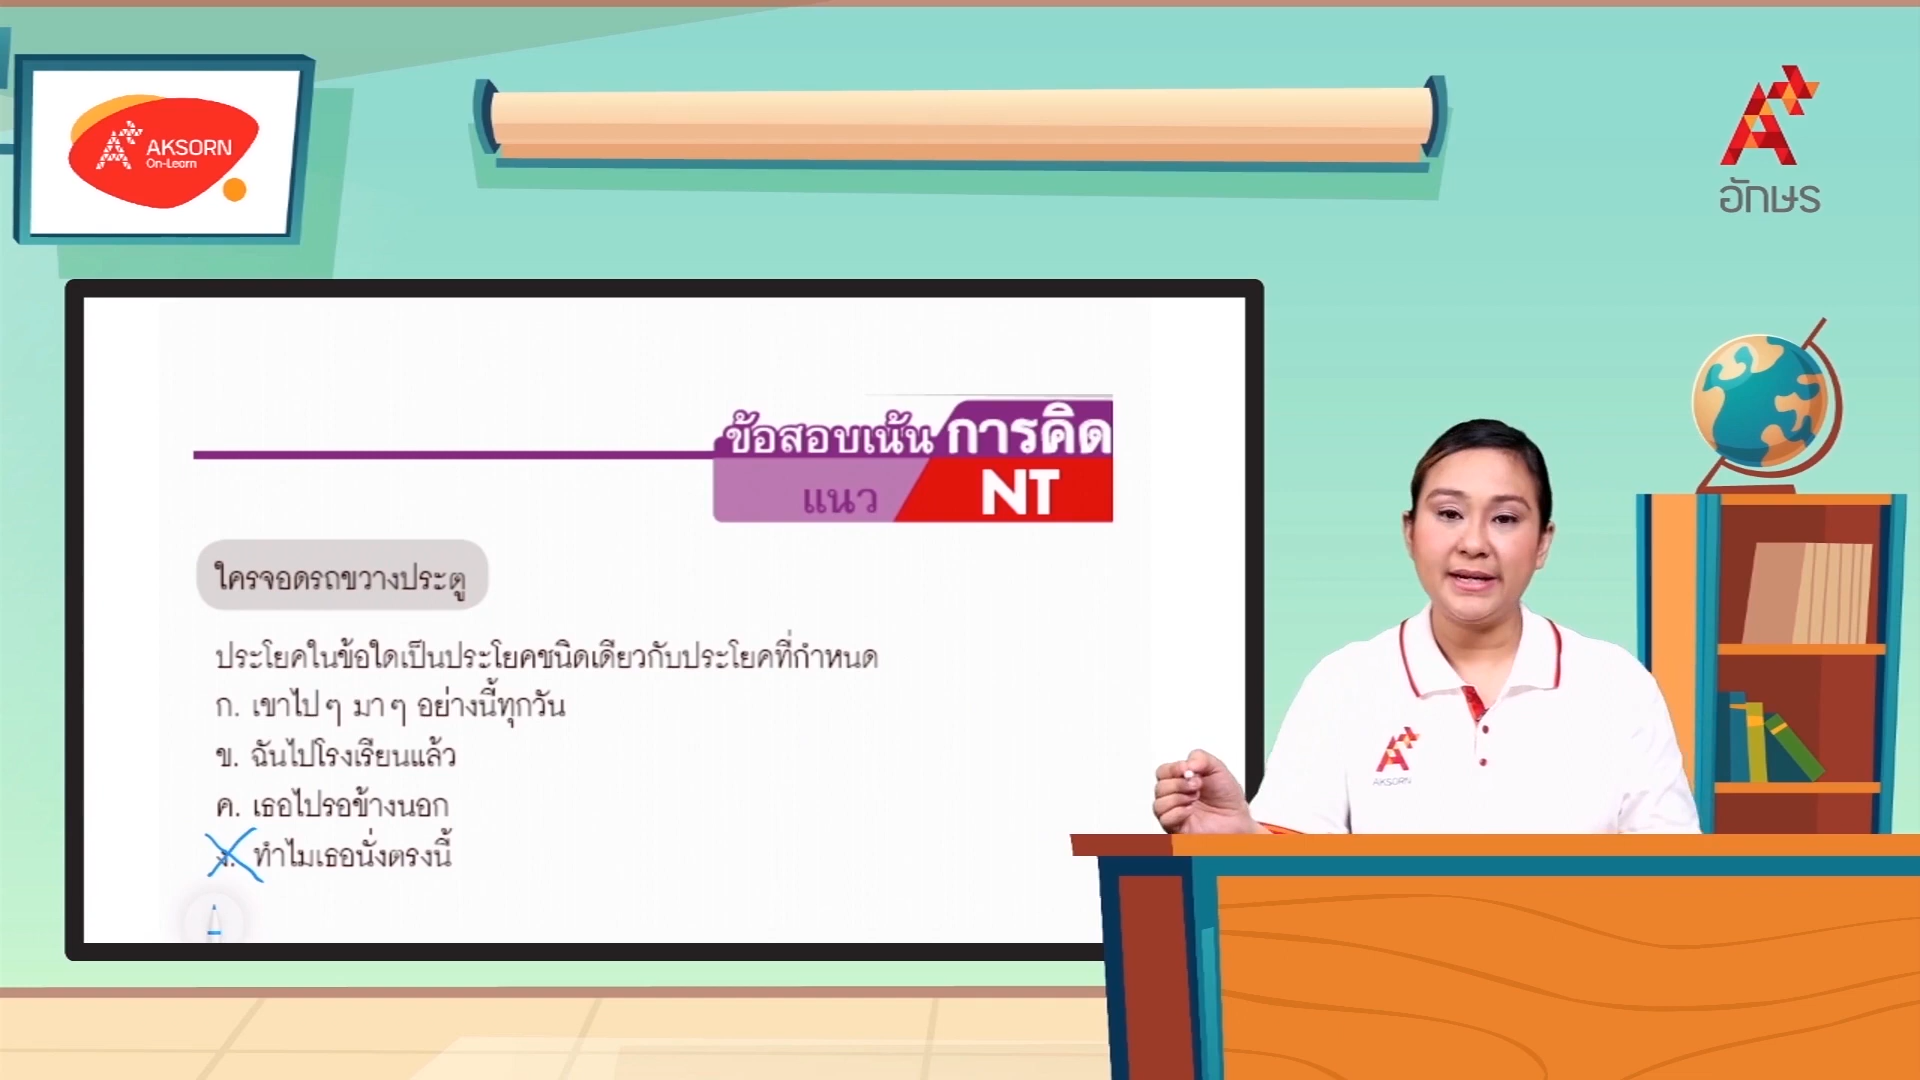 AKSORN
On-Learn
อักษร
ข้อสอบเน้นการคิด
แนว NT
ใครจอดรถขวางประตู
ประโยคในข้อใดเป็นประโยคชนิดเดียวกับประโยคที่กำหนด
ก. เขาไปๆ มาๆ อย่างนี้ทุกวัน
ข. ฉันไปโรงเรียนแล้ว
ค. เธอไปรอข้างนอก
ง. ทำไมเธอนั่งตรงนี้
AKSORN